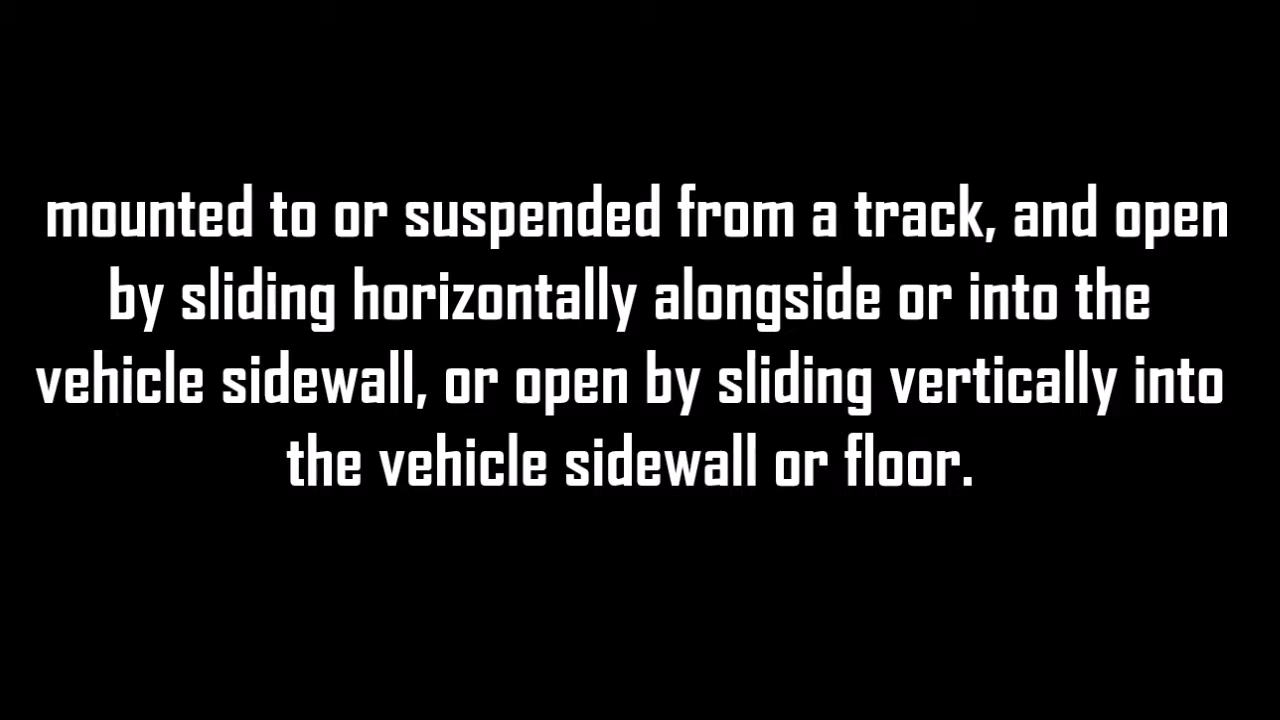 mounted to or suspended from a track, and open
by sliding horizontally alongside or into the
vehicle sidewall, or open by sliding vertically into
the vehicle sidewall or floor.